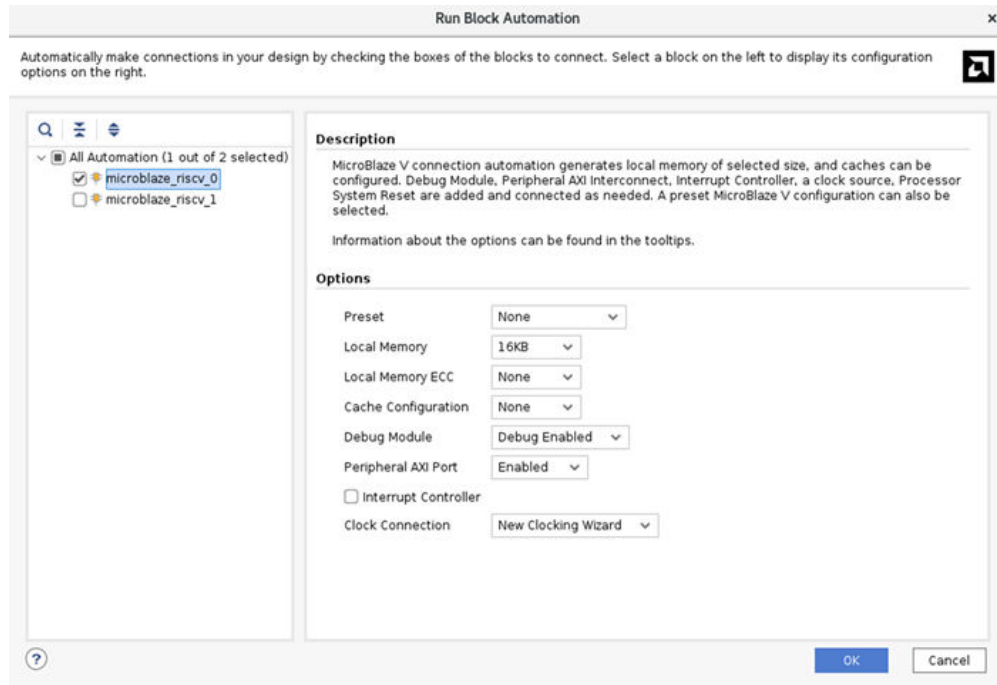 Run Block Automation
Automatically make connections in your design by checking the boxes of the blocks to connect. Select a block on the left to display its configuration
options on the right.
All Automation (1 out of 2 selected)
microblaze_riscv_0
microblaze_riscv_1
Description
MicroBlaze V connection automation generates local memory of selected size, and caches can be
configured. Debug Module, Peripheral AXI Interconnect, Interrupt Controller, a clock source, Processor
System Reset are added and connected as needed. A preset MicroBlaze V configuration can also be
selected.
Information about the options can be found in the tooltips.
Options
Preset None
Local Memory 16KB
Local Memory ECC None
Cache Configuration None
Debug Module Debug Enabled
Peripheral AXI Port Enabled
Interrupt Controller
Clock Connection New Clocking Wizard
? OK Cancel